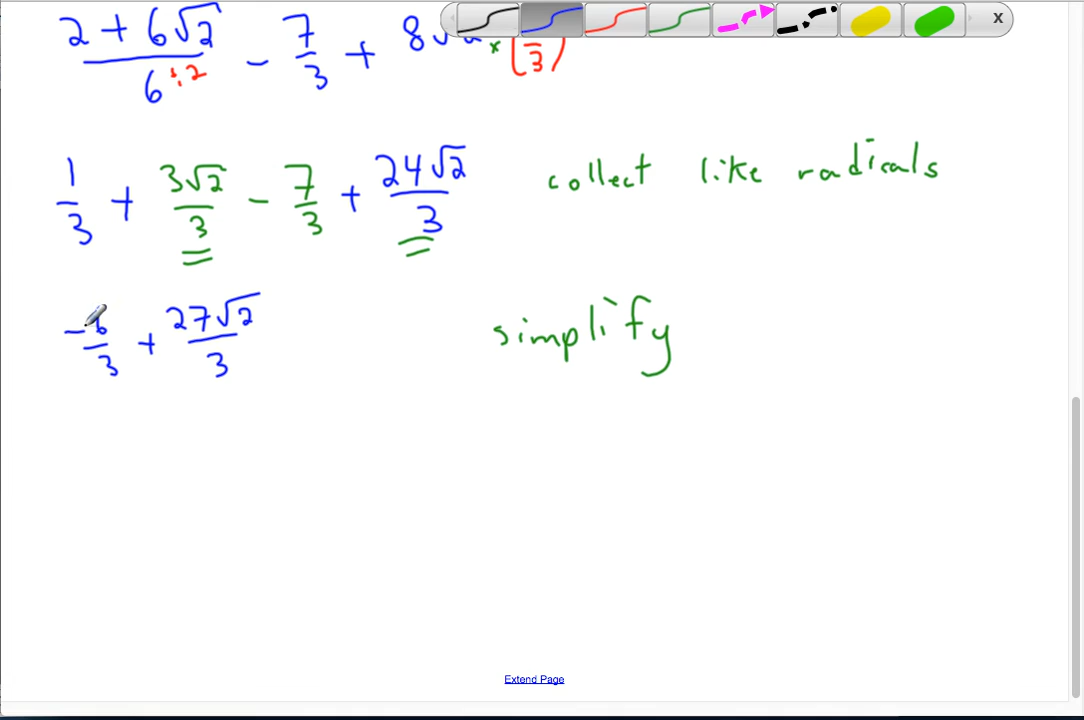 2 + 6√2 / 6 ÷2 − 7/3 + 8√ × (‾/3)
1/3 + 3√2/3 − 7/3 + 24√2/3 collect like radicals
−6/3 + 27√2/3 simplify
x
Extend Page